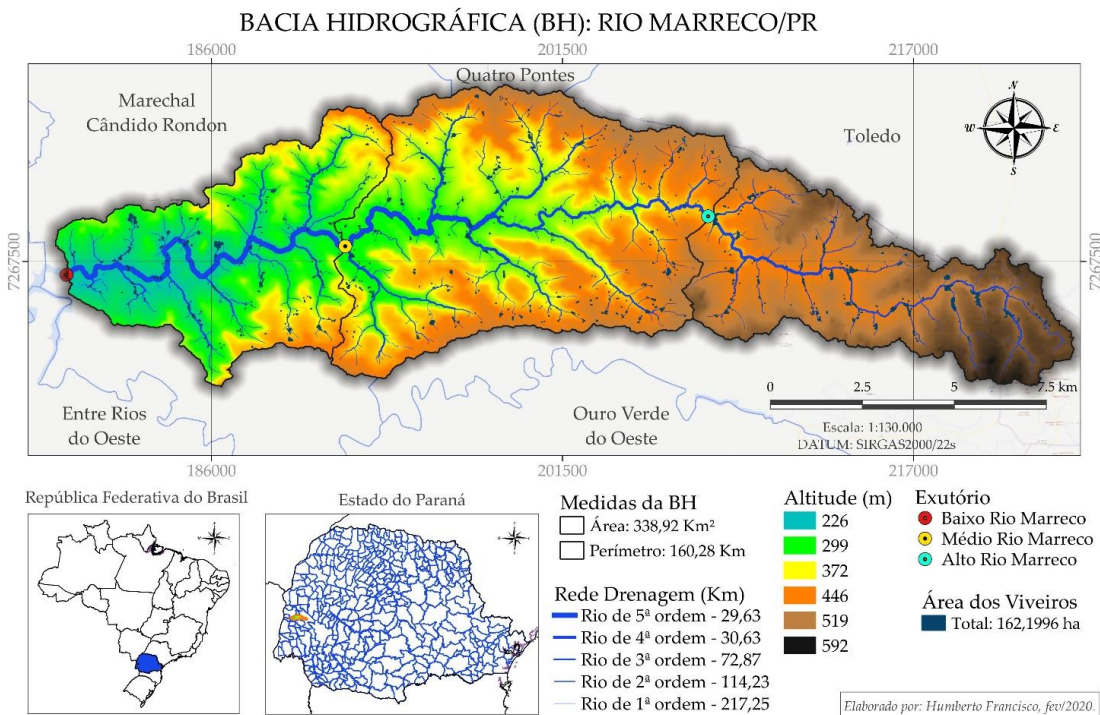 BACIA HIDROGRÁFICA (BH): RIO MARRECO/PR
186000
201500
217000
Quatro Pontes
Marechal
Cândido Rondon
Toledo
N
W
E
S
7267500
7267500
0
2.5
5
7.5 km
Entre Rios
do Oeste
Ouro Verde
do Oeste
Escala: 1:130.000
DATUM: SIRGAS2000/22s
186000
201500
217000
República Federativa do Brasil
Estado do Paraná
Medidas da BH
Área: 338,92 Km²
Perímetro: 160,28 Km
Rede Drenagem (Km)
Rio de 5ª ordem - 29,63
Rio de 4ª ordem - 30,63
Rio de 3ª ordem - 72,87
Rio de 2ª ordem - 114,23
Rio de 1ª ordem - 217,25
Altitude (m)
226
299
372
446
519
592
Exutório
Baixo Rio Marreco
Médio Rio Marreco
Alto Rio Marreco
Área dos Viveiros
Total: 162,1996 ha
Elaborado por: Humberto Francisco, fev/2020.